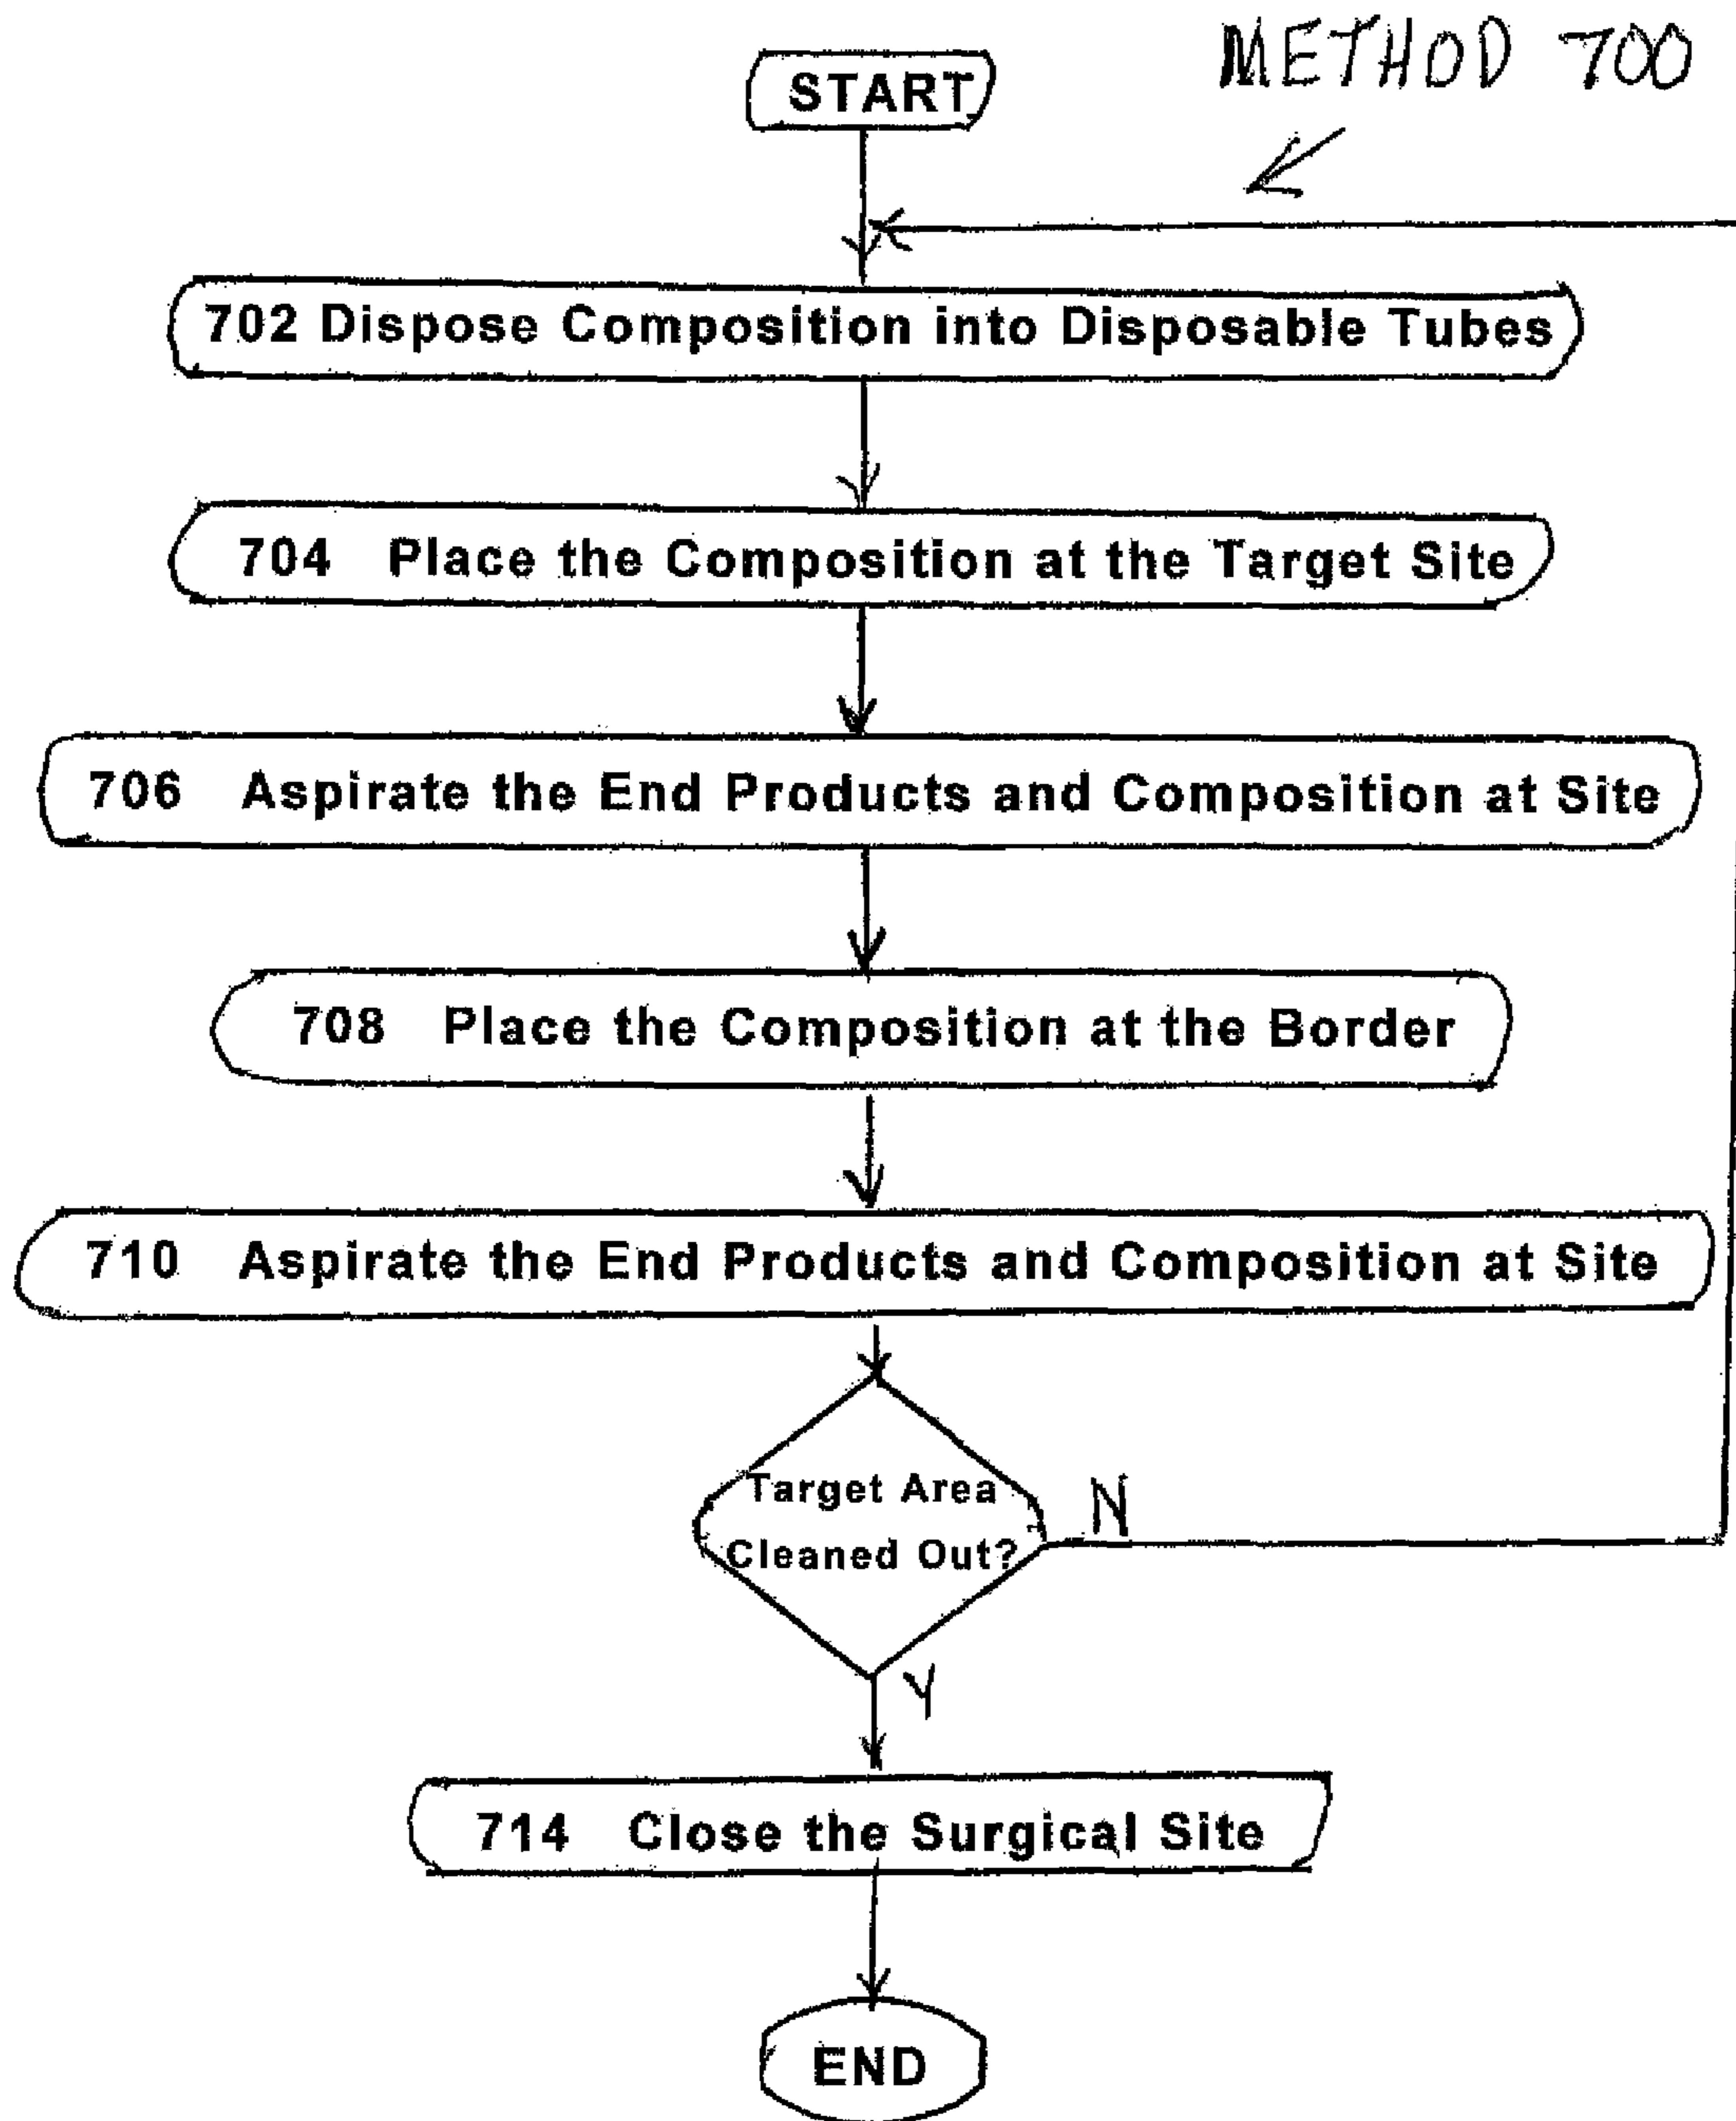 METHOD 700
START
702 Dispose Composition into Disposable Tubes
704 Place the Composition at the Target Site
706 Aspirate the End Products and Composition at Site
708 Place the Composition at the Border
710 Aspirate the End Products and Composition at Site
Target Area
Cleaned Out?
N
Y
714 Close the Surgical Site
END